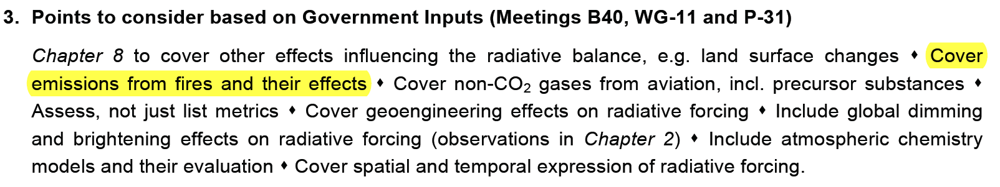 3. Points to consider based on Government Inputs (Meetings B40, WG-11 and P-31)
Chapter 8 to cover other effects influencing the radiative balance, e.g. land surface changes ♦ Cover
emissions from fires and their effects ♦ Cover non-CO₂ gases from aviation, incl. precursor substances ♦
Assess, not just list metrics ♦ Cover geoengineering effects on radiative forcing ♦ Include global dimming
and brightening effects on radiative forcing (observations in Chapter 2) ♦ Include atmospheric chemistry
models and their evaluation ♦ Cover spatial and temporal expression of radiative forcing.